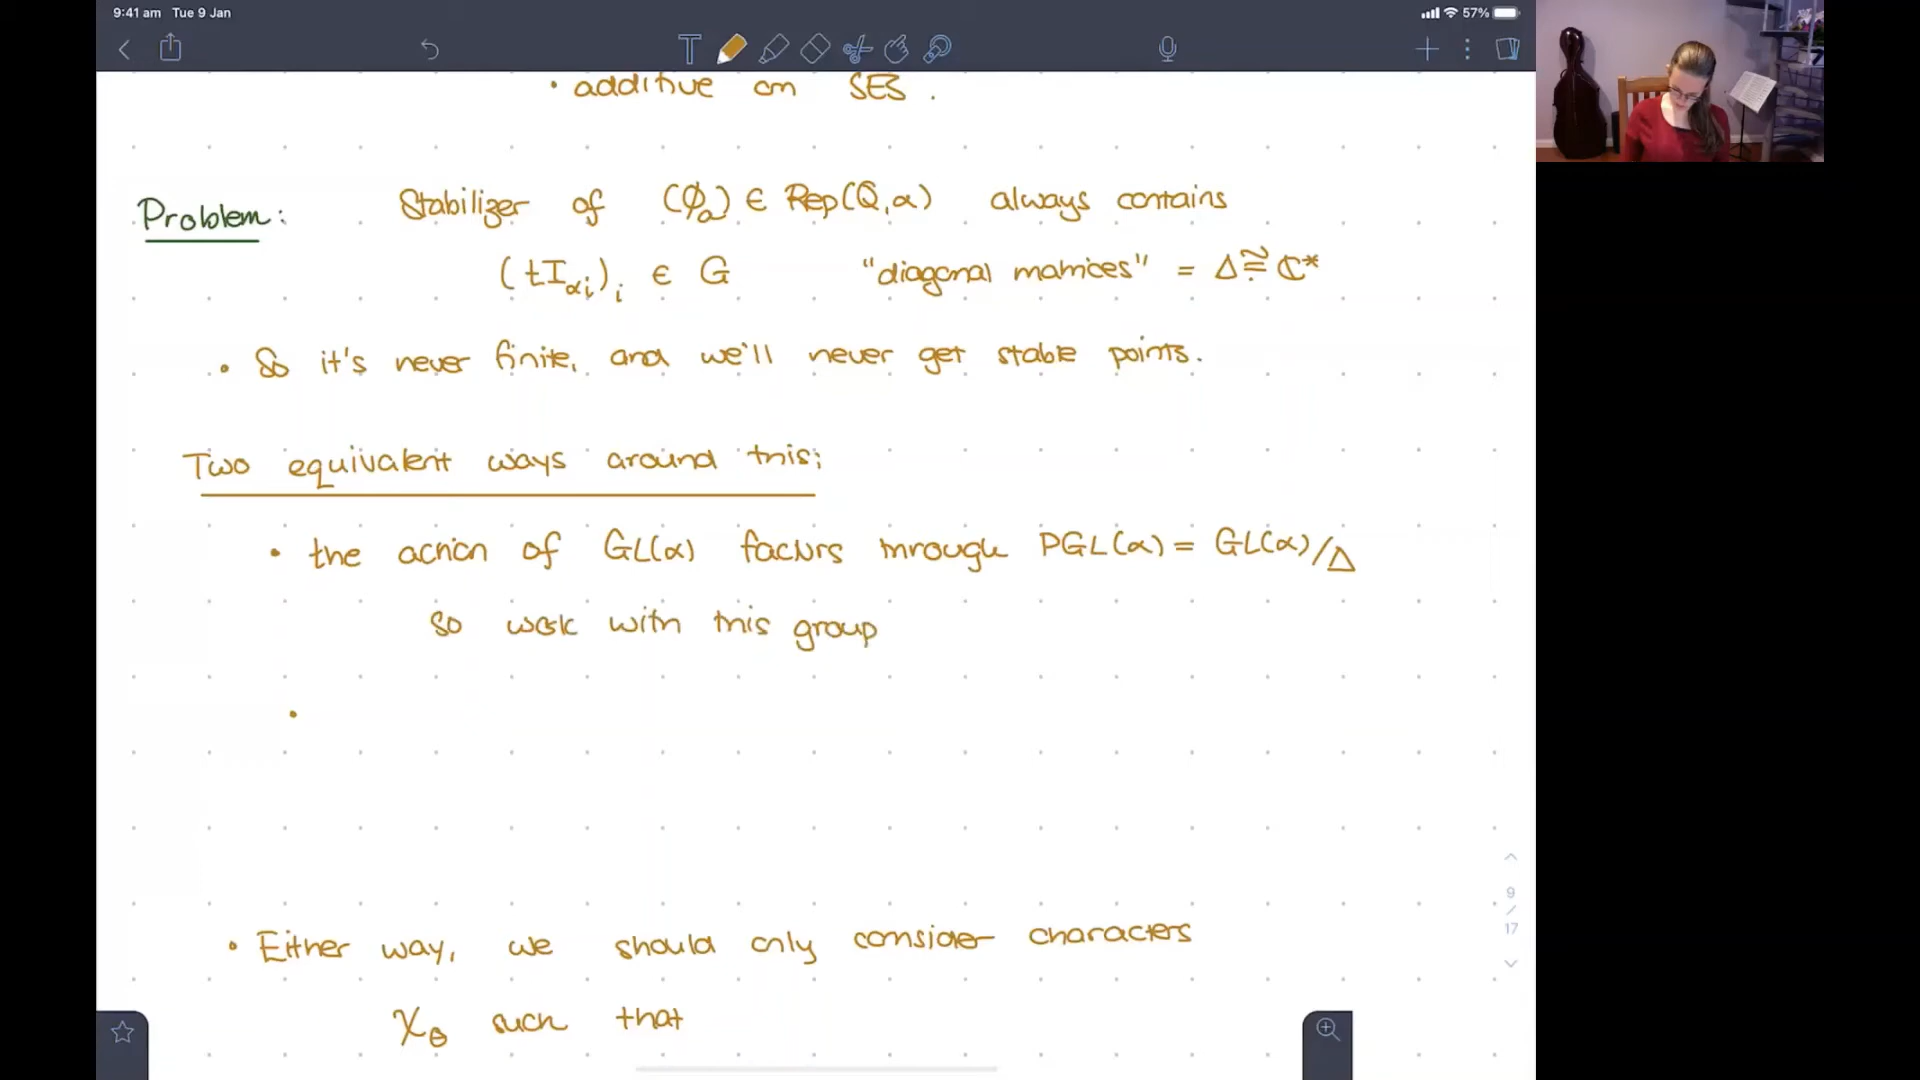 9:41 am Tue 9 Jan
57%
• additive on SES.
Problem: Stabilizer of (ϕₐ) ∈ Rep(Q,α) always contains
(tI_{αᵢ})ᵢ ∈ G "diagonal matrices" = Δ ≅ ℂ*
• So it's never finite, and we'll never get stable points.
Two equivalent ways around this:
• the action of GL(α) factors through PGL(α) = GL(α)/Δ
so work with this group
•
9
/
17
• Either way, we should only consider characters
χ_θ such that